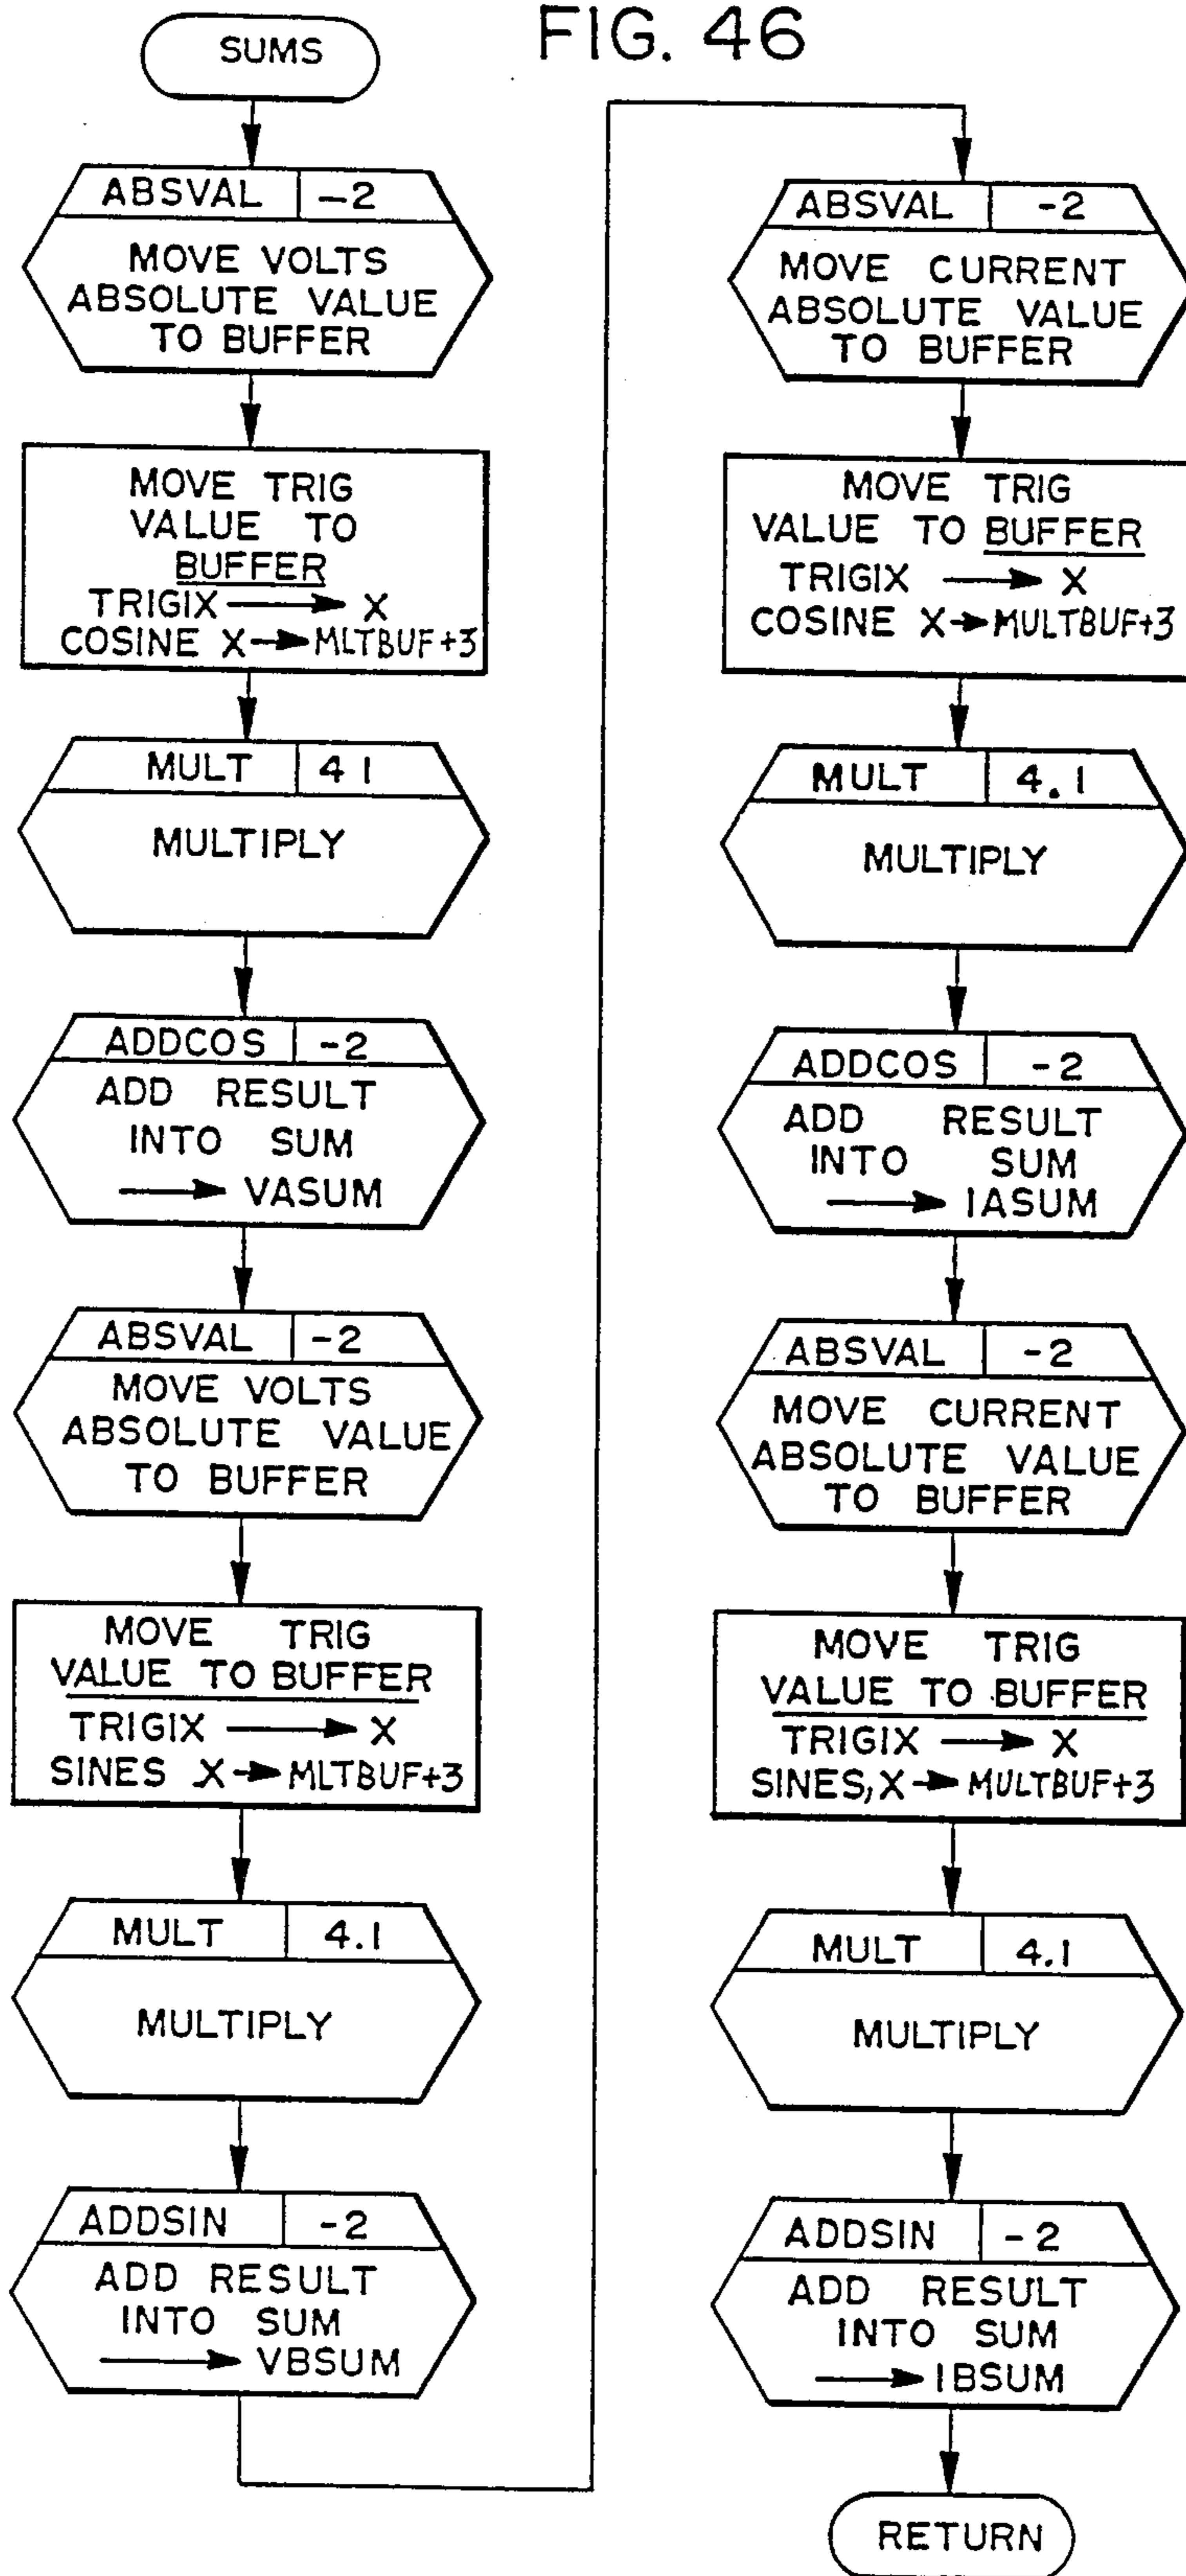 FIG. 46
SUMS
ABSVAL -2
MOVE VOLTS
ABSOLUTE VALUE
TO BUFFER
MOVE TRIG
VALUE TO
BUFFER
TRIGIX → X
COSINE X → MLTBUF+3
MULT 41
MULTIPLY
ADDCOS -2
ADD RESULT
INTO SUM
→ VASUM
ABSVAL -2
MOVE VOLTS
ABSOLUTE VALUE
TO BUFFER
MOVE TRIG
VALUE TO BUFFER
TRIGIX → X
SINES X → MLTBUF+3
MULT 4.1
MULTIPLY
ADDSIN -2
ADD RESULT
INTO SUM
→ VBSUM
ABSVAL -2
MOVE CURRENT
ABSOLUTE VALUE
TO BUFFER
MOVE TRIG
VALUE TO BUFFER
TRIGIX → X
COSINE X → MULTBUF+3
MULT 4.1
MULTIPLY
ADDCOS -2
ADD RESULT
INTO SUM
→ IASUM
ABSVAL -2
MOVE CURRENT
ABSOLUTE VALUE
TO BUFFER
MOVE TRIG
VALUE TO BUFFER
TRIGIX → X
SINES, X → MULTBUF+3
MULT 4.1
MULTIPLY
ADDSIN -2
ADD RESULT
INTO SUM
→ IBSUM
RETURN